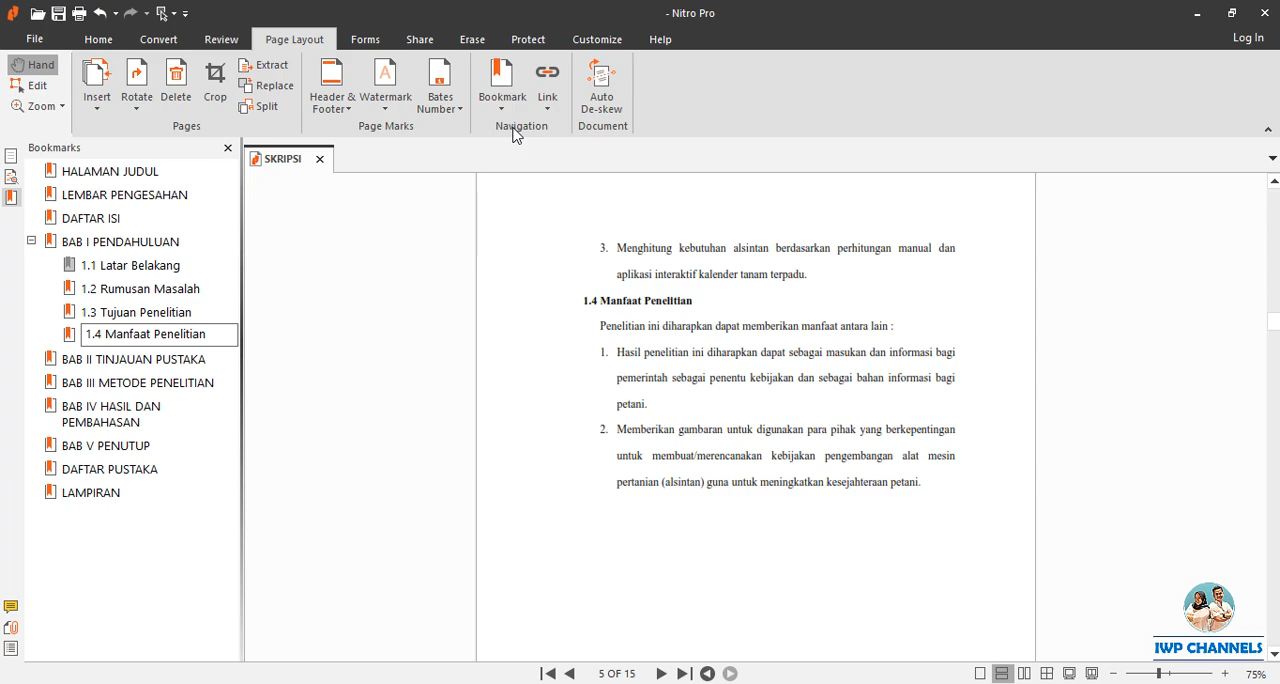 - Nitro Pro
File Home Convert Review Page Layout Forms Share Erase Protect Customize Help Log In
Hand
Edit
Zoom
Insert
Rotate
Delete
Crop
Extract
Replace
Split
Pages
Header &
Footer
Watermark
Bates
Number
Page Marks
Bookmark
Link
Navigation
Auto
De-skew
Document
Bookmarks
HALAMAN JUDUL
LEMBAR PENGESAHAN
DAFTAR ISI
BAB I PENDAHULUAN
1.1 Latar Belakang
1.2 Rumusan Masalah
1.3 Tujuan Penelitian
1.4 Manfaat Penelitian
BAB II TINJAUAN PUSTAKA
BAB III METODE PENELITIAN
BAB IV HASIL DAN
PEMBAHASAN
BAB V PENUTUP
DAFTAR PUSTAKA
LAMPIRAN
SKRIPSI
3. Menghitung kebutuhan alsintan berdasarkan perhitungan manual dan
aplikasi interaktif kalender tanam terpadu.
1.4 Manfaat Penelitian
Penelitian ini diharapkan dapat memberikan manfaat antara lain :
1. Hasil penelitian ini diharapkan dapat sebagai masukan dan informasi bagi
pemerintah sebagai penentu kebijakan dan sebagai bahan informasi bagi
petani.
2. Memberikan gambaran untuk digunakan para pihak yang berkepentingan
untuk membuat/merencanakan kebijakan pengembangan alat mesin
pertanian (alsintan) guna untuk meningkatkan kesejahteraan petani.
IWP CHANNELS
5 OF 15
75%